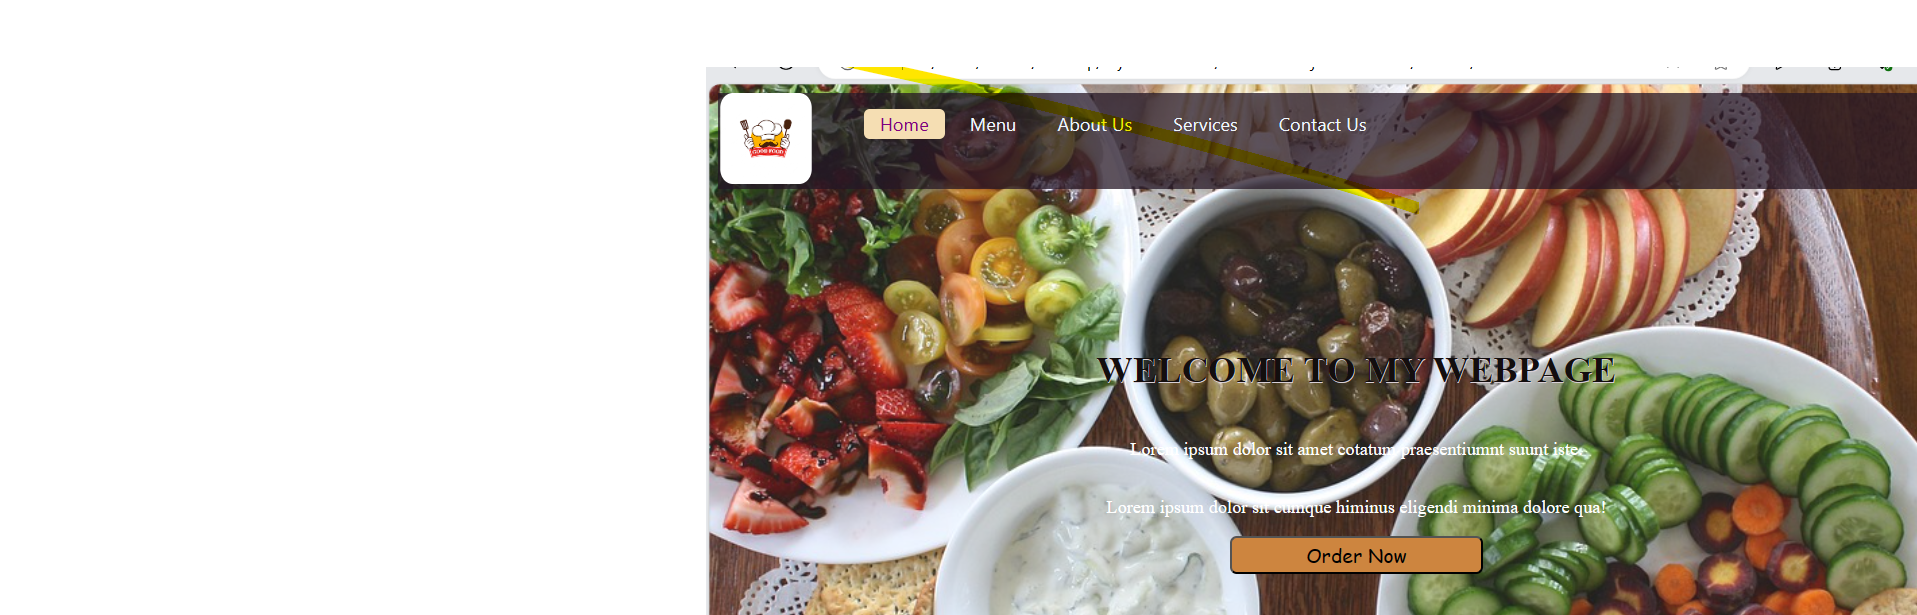 Home Menu About Us Services Contact Us
GOOD FOOD
WELCOME TO MY WEBPAGE
Lorem ipsum dolor sit amet cotatum praesentiumnt suunt iste.
Lorem ipsum dolor sit cumque himinus eligendi minima dolore qua!
Order Now